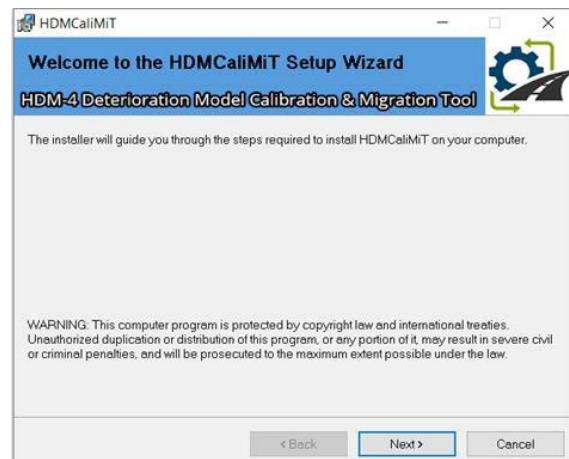 HDMCaliMiT
Welcome to the HDMCaliMiT Setup Wizard
HDM-4 Deterioration Model Calibration & Migration Tool
The installer will guide you through the steps required to install HDMCaliMiT on your computer.
WARNING: This computer program is protected by copyright law and international treaties.
Unauthorized duplication or distribution of this program, or any portion of it, may result in severe civil
or criminal penalties, and will be prosecuted to the maximum extent possible under the law.
< Back Next > Cancel